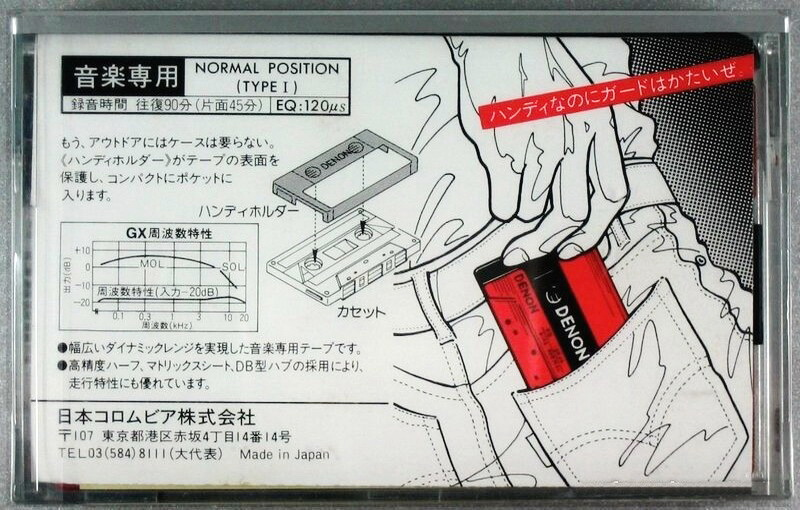 音楽専用
NORMAL POSITION
(TYPE I)
録音時間 往復90分(片面45分)
EQ:120μs
ハンディなのにガードはかたいぜ.
もう、アウトドアにはケースは要らない。
《ハンディホルダー》がテープの表面を
保護し、コンパクトにポケットに
入ります。
DENON
ハンディホルダー
カセット
GX周波数特性
出力(dB)
+10
0
-10
-20
MOL
SOL
周波数特性(入力-20dB)
0.1 0.3 1 3 10 20
周波数(kHz)
DENON
DENON
●幅広いダイナミックレンジを実現した音楽専用テープです。
●高精度ハーフ、マトリックスシート、DB型ハブの採用により、
走行特性にも優れています。
日本コロムビア株式会社
〒107 東京都港区赤坂4丁目14番14号
TEL03(584)8111(大代表) Made in Japan